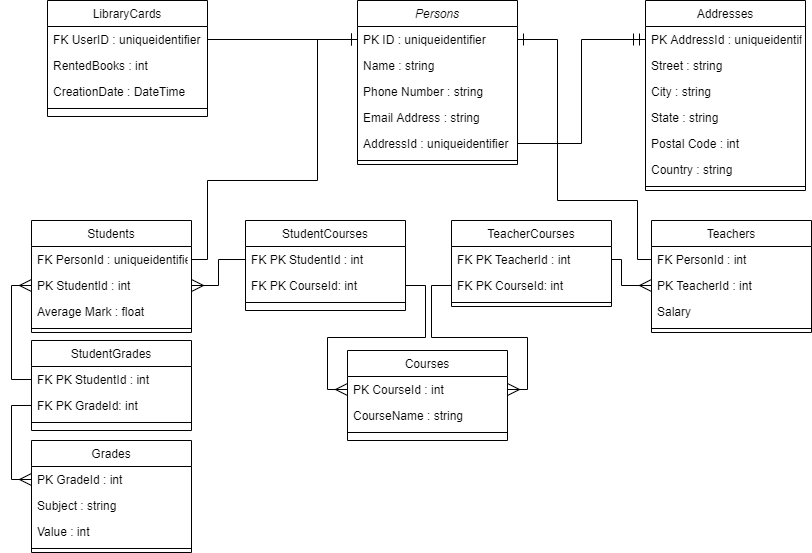 LibraryCards
FK UserID : uniqueidentifier
RentedBooks : int
CreationDate : DateTime
Persons
PK ID : uniqueidentifier
Name : string
Phone Number : string
Email Address : string
AddressId : uniqueidentifier
Addresses
PK AddressId : uniqueidentif
Street : string
City : string
State : string
Postal Code : int
Country : string
Students
FK PersonId : uniqueidentifie
PK StudentId : int
Average Mark : float
StudentCourses
FK PK StudentId : int
FK PK CourseId: int
TeacherCourses
FK PK TeacherId : int
FK PK CourseId: int
Teachers
FK PersonId : int
PK TeacherId : int
Salary
StudentGrades
FK PK StudentId : int
FK PK GradeId: int
Courses
PK CourseId : int
CourseName : string
Grades
PK GradeId : int
Subject : string
Value : int